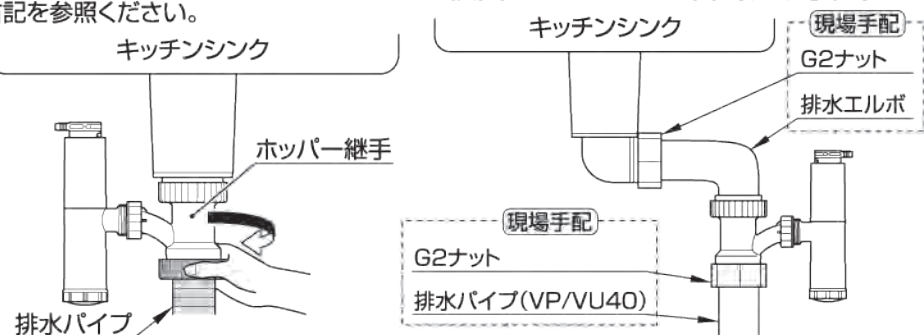 記を参照ください。
キッチンシンク
ホッパー継手
排水パイプ
キッチンシンク
現場手配
G2ナット
排水エルボ
現場手配
G2ナット
排水パイプ(VP/VU40)